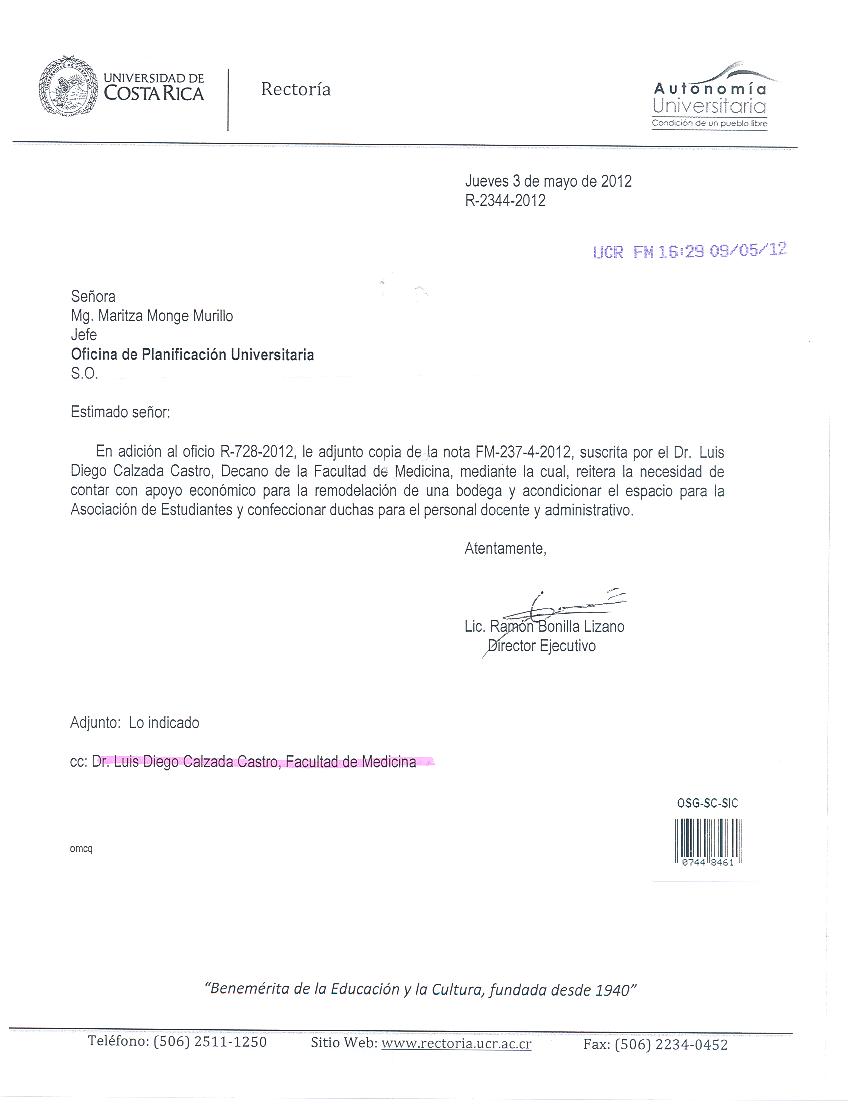 UNIVERSIDAD DE
COSTA RICA
Rectoría
Autonomía
Universitaria
Condición de un pueblo libre
Jueves 3 de mayo de 2012
R-2344-2012
UCR FM 16:29 09/05/'12
Señora
Mg. Maritza Monge Murillo
Jefe
Oficina de Planificación Universitaria
S.O.
Estimado señor:
En adición al oficio R-728-2012, le adjunto copia de la nota FM-237-4-2012, suscrita por el Dr. Luis
Diego Calzada Castro, Decano de la Facultad de Medicina, mediante la cual, reitera la necesidad de
contar con apoyo económico para la remodelación de una bodega y acondicionar el espacio para la
Asociación de Estudiantes y confeccionar duchas para el personal docente y administrativo.
Atentamente,
Lic. Ramón Bonilla Lizano
Director Ejecutivo
Adjunto: Lo indicado
cc: Dr. Luis Diego Calzada Castro, Facultad de Medicina
OSG-SC-SIC
0744 8461
omcq
“Benemérita de la Educación y la Cultura, fundada desde 1940”
Teléfono: (506) 2511-1250 Sitio Web: www.rectoria.ucr.ac.cr Fax: (506) 2234-0452